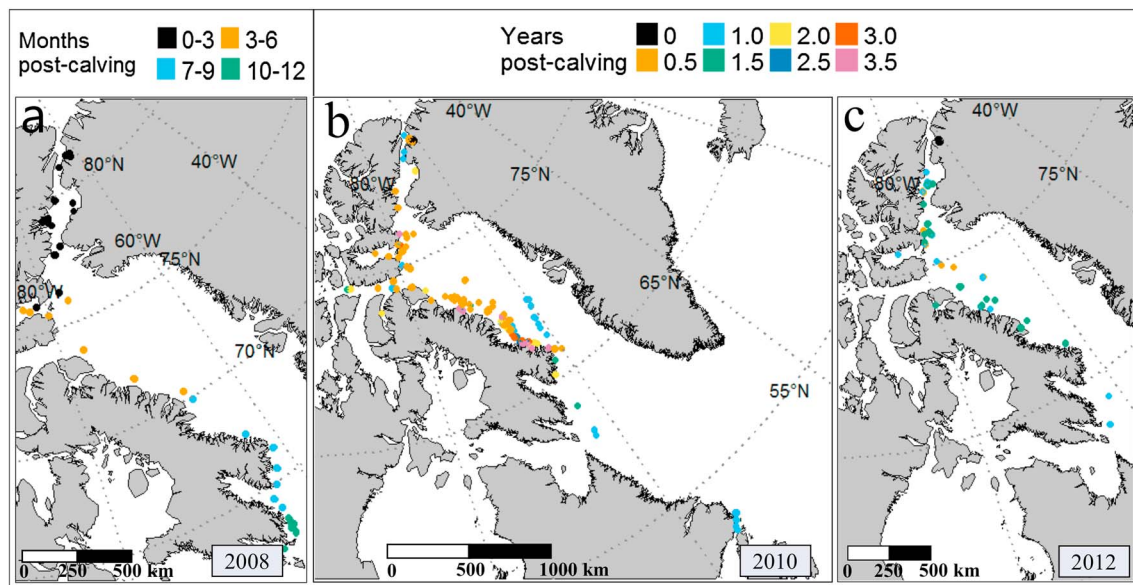 Months
post-calving
0-3
3-6
7-9
10-12
Years
post-calving
0
1.0
2.0
3.0
0.5
1.5
2.5
3.5
a
80°N
40°W
60°W
75°N
80°W
70°N
0 250 500 km
2008
b
40°W
75°N
80°W
65°N
55°N
0 500 1000 km
2010
c
40°W
75°N
80°W
0 250 500 km
2012